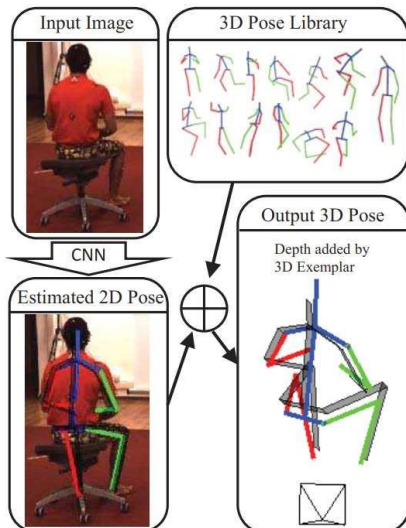 Input Image
3D Pose Library
CNN
Estimated 2D Pose
Output 3D Pose
Depth added by
3D Exemplar